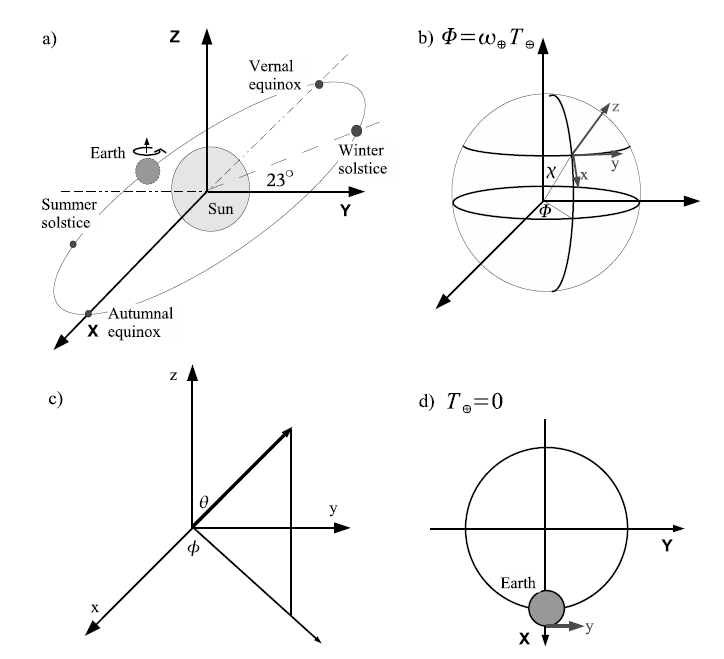 a)
Z
Vernal
equinox
Earth
Winter
solstice
23°
Sun
Y
Summer
solstice
Autumnal
X equinox
b) Φ=ω⊕T⊕
z
y
χ
x
Φ
c)
z
θ
y
ϕ
x
d) T⊕=0
Y
Earth
y
X